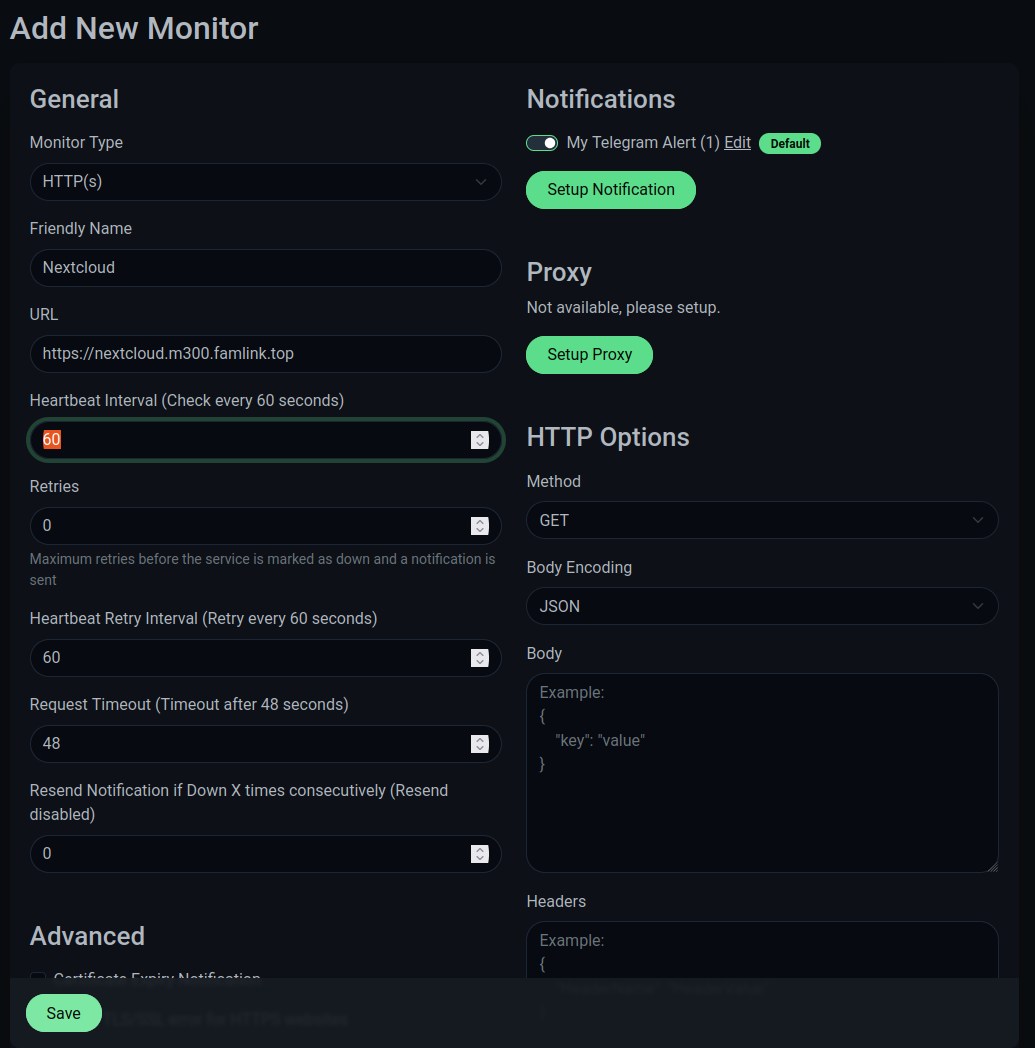 Add New Monitor
General
Monitor Type
HTTP(s)
Friendly Name
Nextcloud
URL
https://nextcloud.m300.famlink.top
Heartbeat Interval (Check every 60 seconds)
60
Retries
0
Maximum retries before the service is marked as down and a notification is
sent
Heartbeat Retry Interval (Retry every 60 seconds)
60
Request Timeout (Timeout after 48 seconds)
48
Resend Notification if Down X times consecutively (Resend
disabled)
0
Advanced
Certificate Expiry Notification
Save
Notifications
My Telegram Alert (1) Edit Default
Setup Notification
Proxy
Not available, please setup.
Setup Proxy
HTTP Options
Method
GET
Body Encoding
JSON
Body
Example:
{
"key": "value"
}
Headers
Example:
{